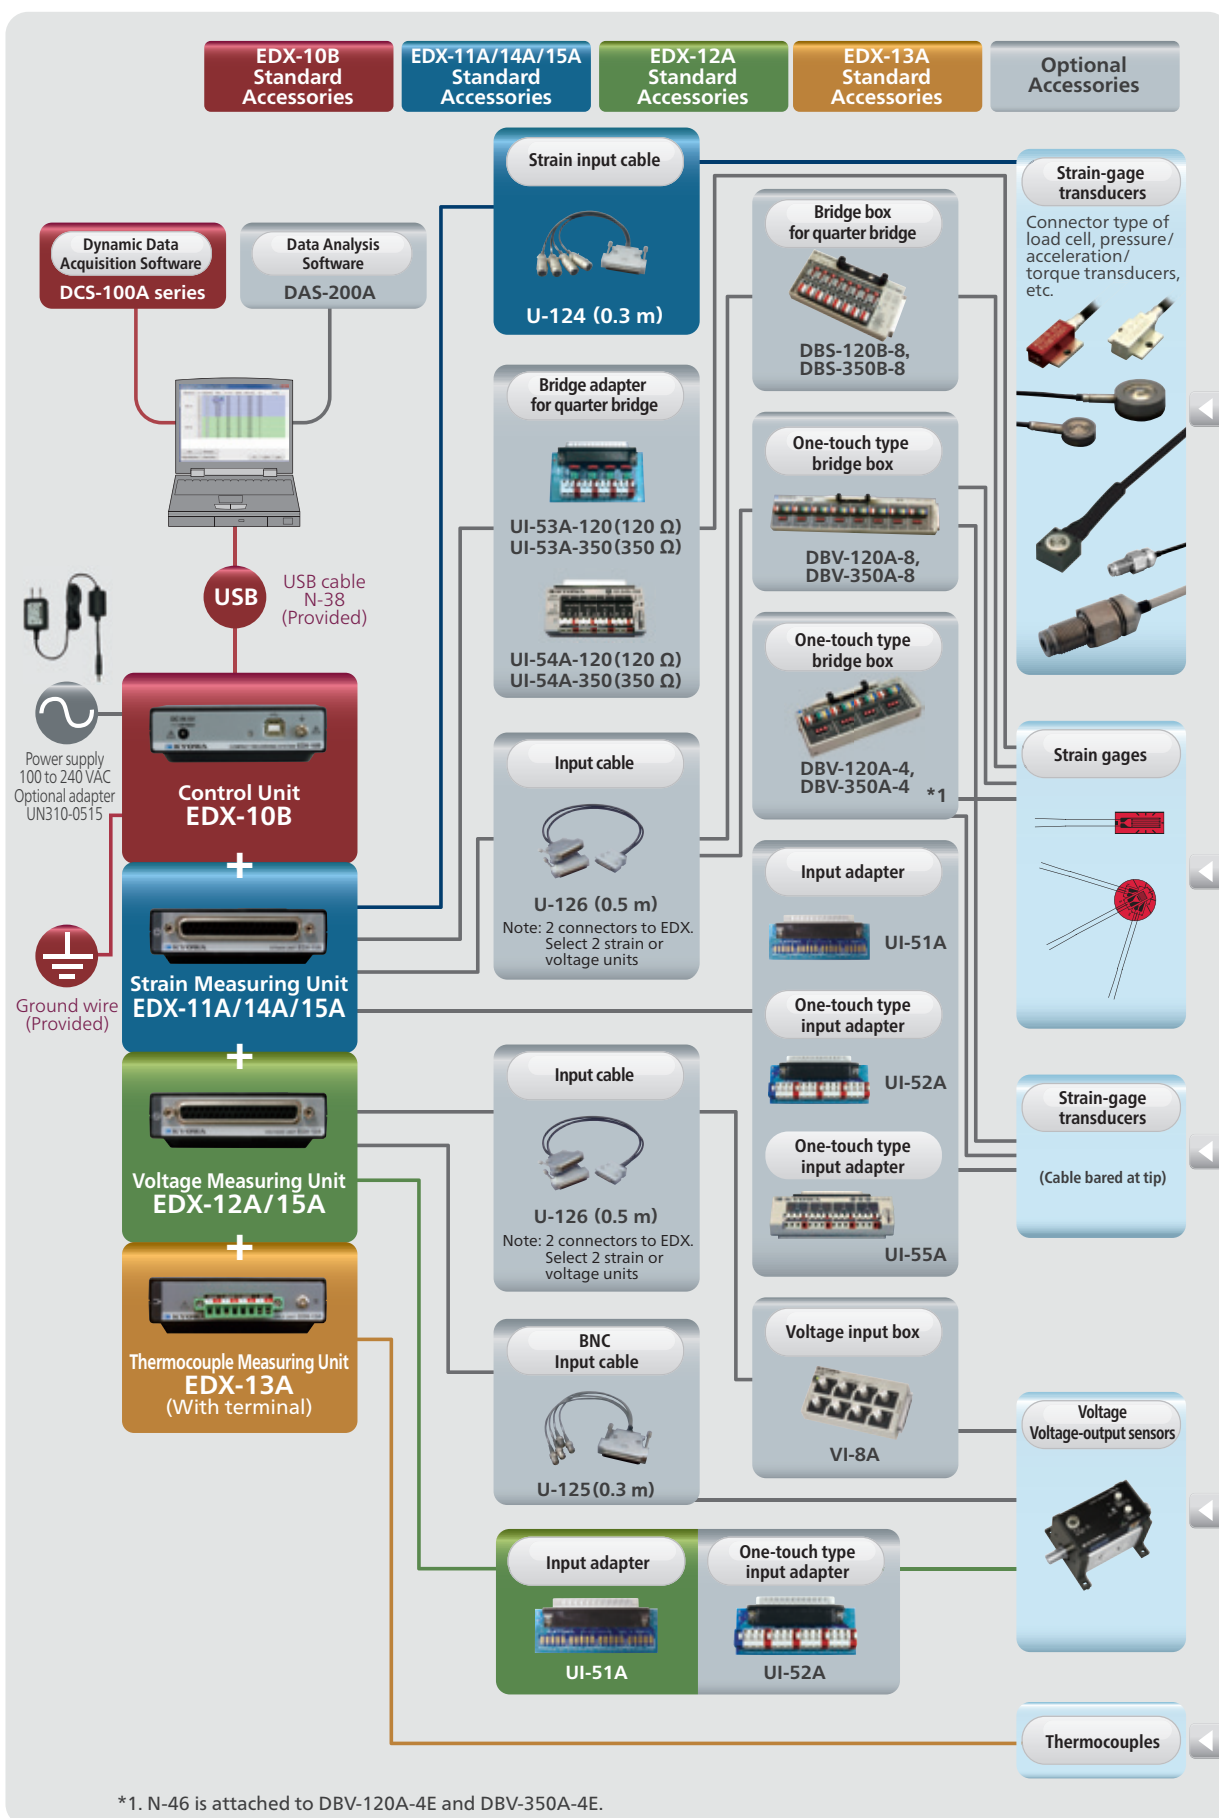 EDX-10B
Standard
Accessories
EDX-11A/14A/15A
Standard
Accessories
EDX-12A
Standard
Accessories
EDX-13A
Standard
Accessories
Optional
Accessories
Strain input cable
U-124 (0.3 m)
Strain-gage
transducers
Connector type of
load cell, pressure/
acceleration/
torque transducers,
etc.
Bridge box
for quarter bridge
DBS-120B-8,
DBS-350B-8
Dynamic Data
Acquisition Software
DCS-100A series
Data Analysis
Software
DAS-200A
Bridge adapter
for quarter bridge
UI-53A-120(120 Ω)
UI-53A-350(350 Ω)
UI-54A-120(120 Ω)
UI-54A-350(350 Ω)
One-touch type
bridge box
DBV-120A-8,
DBV-350A-8
USB
USB cable
N-38
(Provided)
One-touch type
bridge box
DBV-120A-4,
DBV-350A-4
*1
Power supply
100 to 240 VAC
Optional adapter
UN310-0515
KYOWA
Control Unit
EDX-10B
+
Input cable
U-126 (0.5 m)
Note: 2 connectors to EDX.
Select 2 strain or
voltage units
Strain gages
Input adapter
UI-51A
One-touch type
input adapter
UI-52A
One-touch type
input adapter
UI-55A
Ground wire
(Provided)
KYOWA
Strain Measuring Unit
EDX-11A/14A/15A
+
Input cable
U-126 (0.5 m)
Note: 2 connectors to EDX.
Select 2 strain or
voltage units
Strain-gage
transducers
(Cable bared at tip)
KYOWA
Voltage Measuring Unit
EDX-12A/15A
+
Thermocouple Measuring Unit
EDX-13A
(With terminal)
BNC
Input cable
U-125(0.3 m)
Voltage input box
VI-8A
Voltage
Voltage-output sensors
Input adapter
UI-51A
One-touch type
input adapter
UI-52A
Thermocouples
*1. N-46 is attached to DBV-120A-4E and DBV-350A-4E.